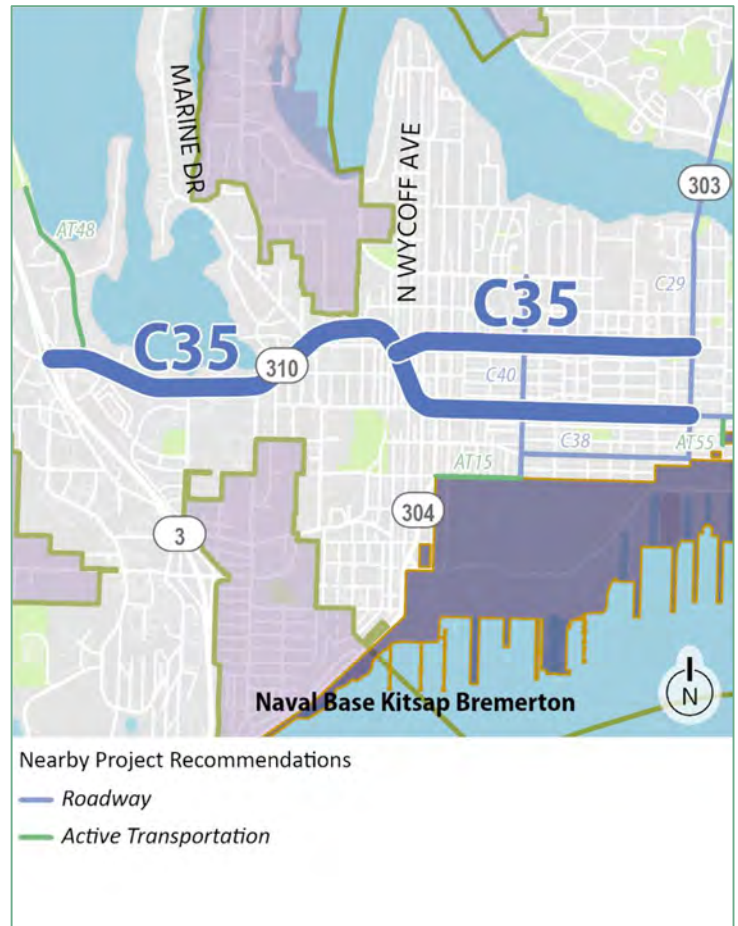 MARINE DR
N WYCOFF AVE
303
AT48
C29
C35
C35
310
C40
C38
AT55
AT15
304
3
Naval Base Kitsap Bremerton
N
Nearby Project Recommendations
Roadway
Active Transportation